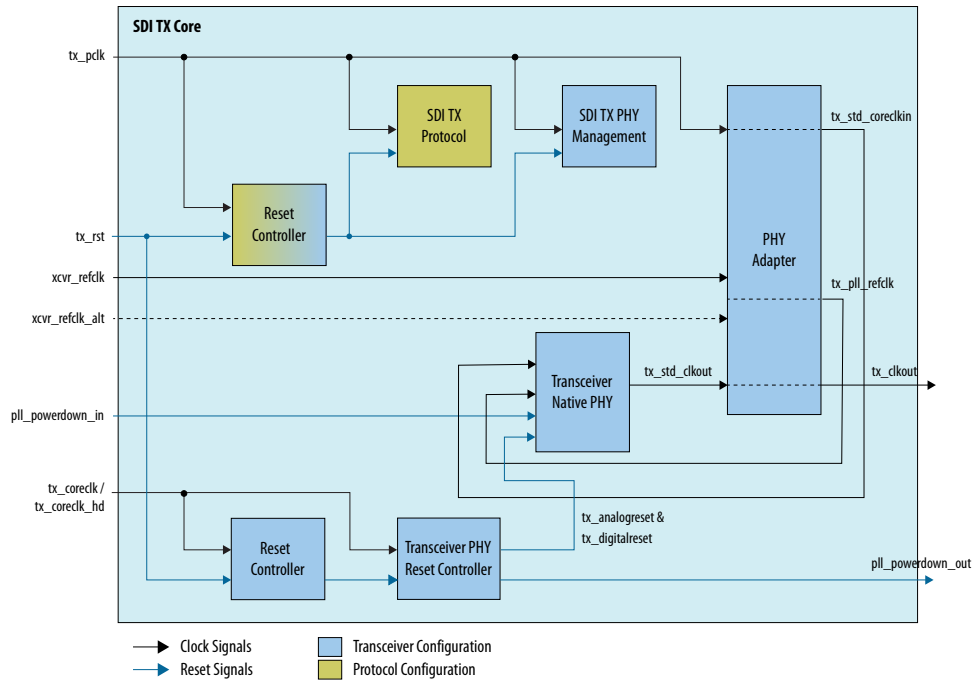 SDI TX Core
tx_pclk
SDI TX
Protocol
SDI TX PHY
Management
tx_std_coreclkin
Reset
Controller
tx_rst
PHY
Adapter
xcvr_refclk
tx_pll_refclk
xcvr_refclk_alt
Transceiver
Native PHY
tx_std_clkout
tx_clkout
pll_powerdown_in
tx_coreclk /
tx_coreclk_hd
tx_analogreset &
tx_digitalreset
Reset
Controller
Transceiver PHY
Reset Controller
pll_powerdown_out
Clock Signals
Transceiver Configuration
Reset Signals
Protocol Configuration